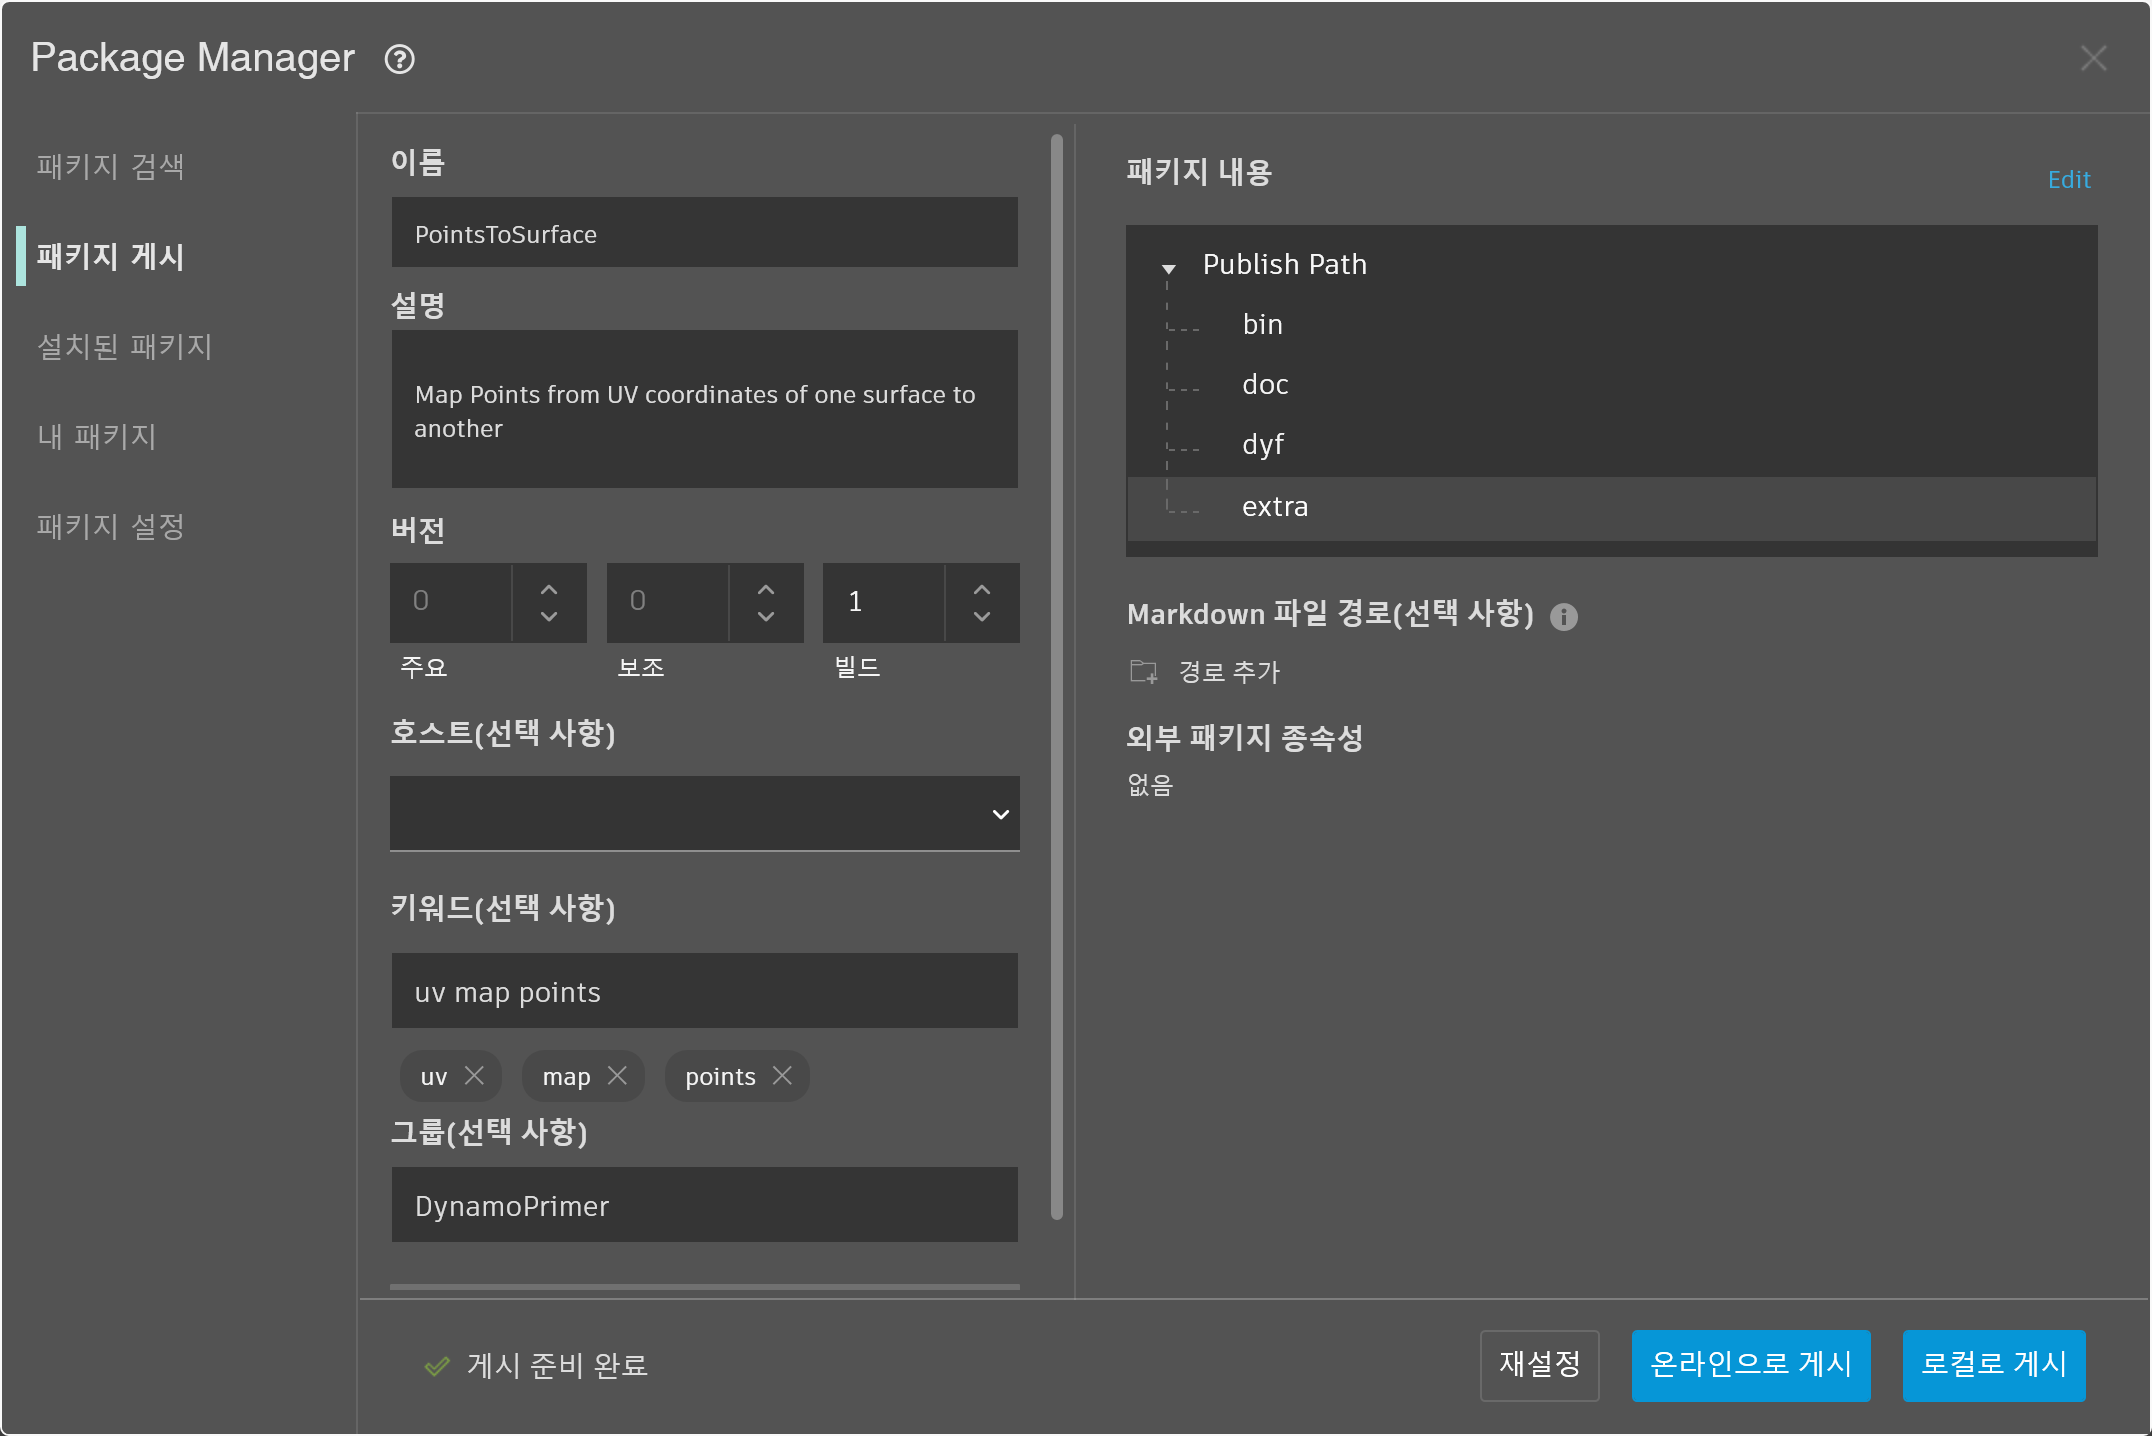 Package Manager
패키지 검색
패키지 게시
설치된 패키지
내 패키지
패키지 설정
이름
PointsToSurface
설명
Map Points from UV coordinates of one surface to
another
버전
0
0
1
주요
보조
빌드
호스트(선택 사항)
키워드(선택 사항)
uv map points
uv
map
points
그룹(선택 사항)
DynamoPrimer
패키지 내용
Edit
Publish Path
bin
doc
dyf
extra
Markdown 파일 경로(선택 사항)
경로 추가
외부 패키지 종속성
없음
게시 준비 완료
재설정
온라인으로 게시
로컬로 게시